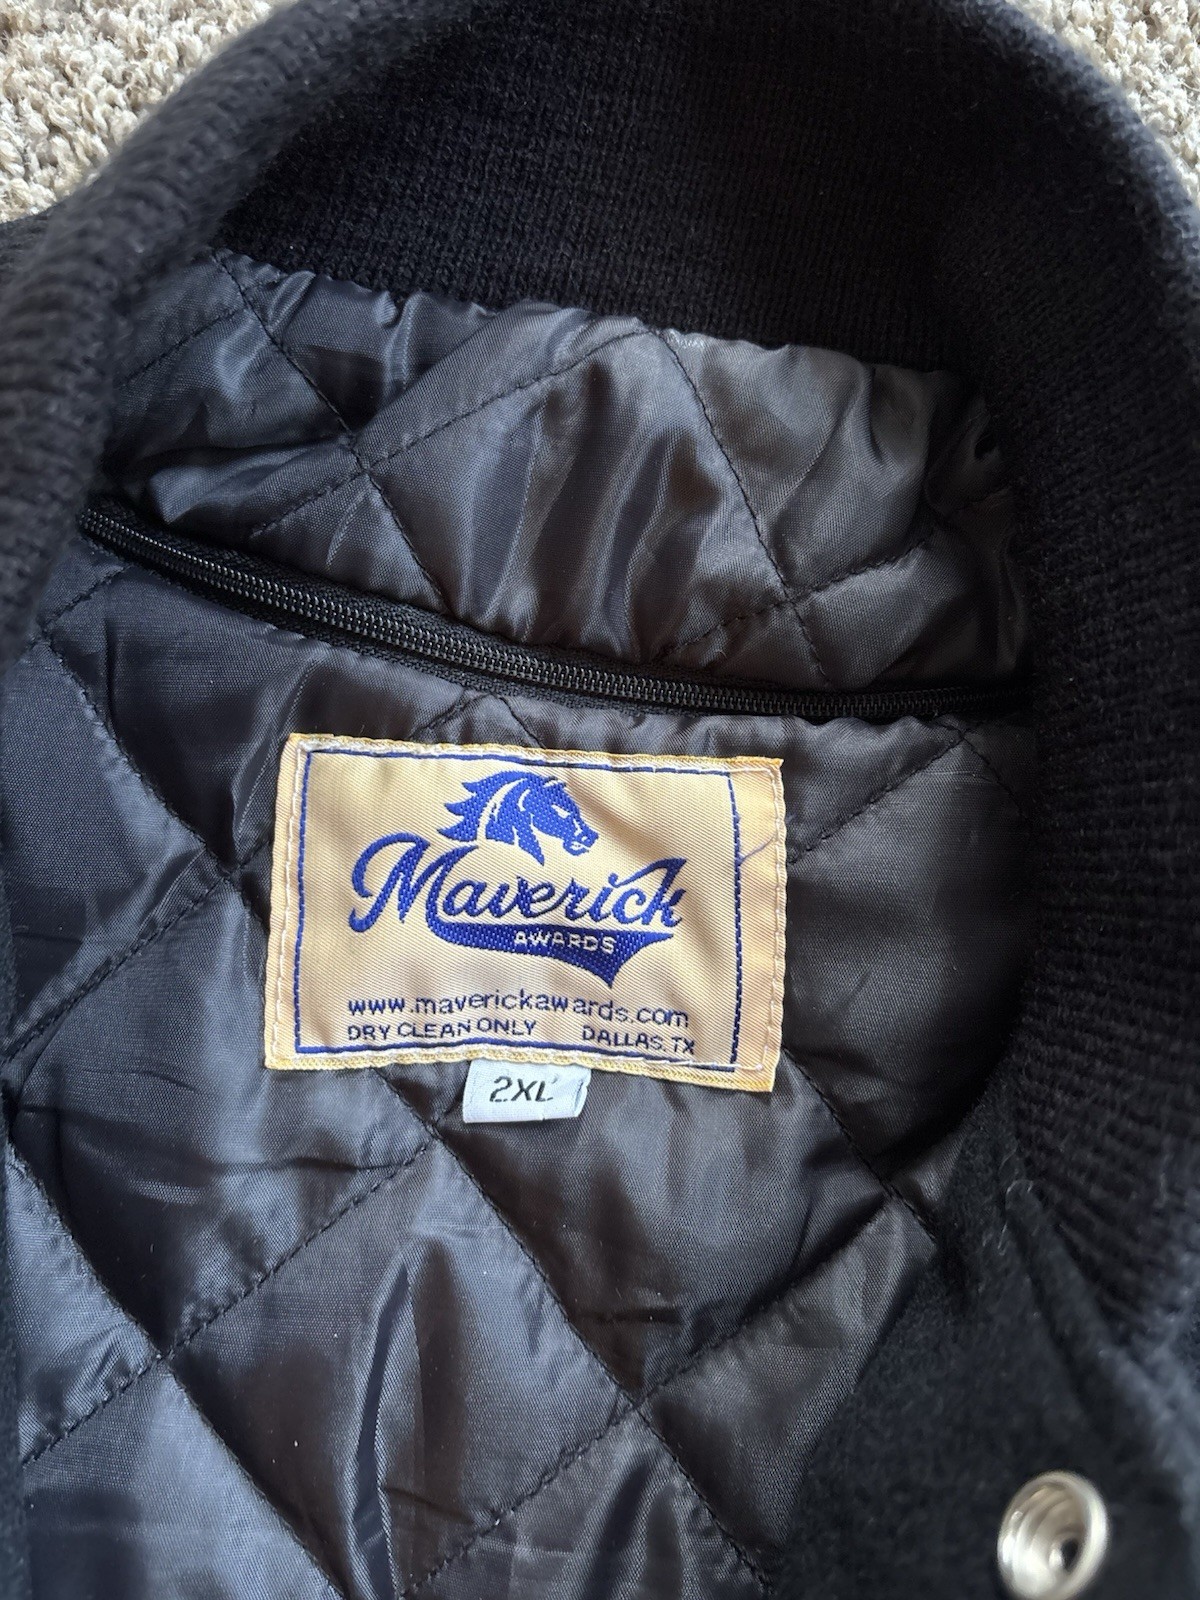 Maverick
AWARDS
www.maverickawards.com
DRY CLEAN ONLY DALLAS. TX
2XL